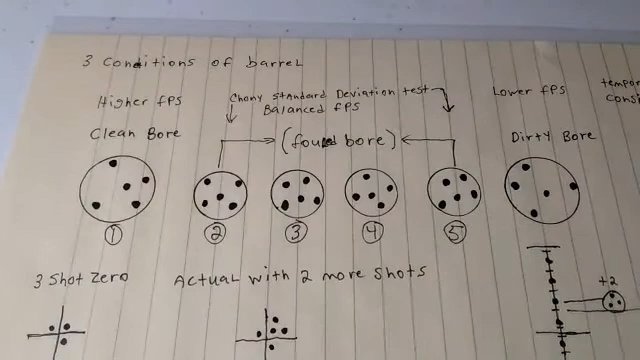 3 Conditions of barrel
Higher fps
Chony Standard Deviation test
Balanced fps
Lower fps
Clean Bore
(fouled bore)
Dirty Bore
1
2
3
4
5
3 Shot Zero
Actual with 2 more shots
+2